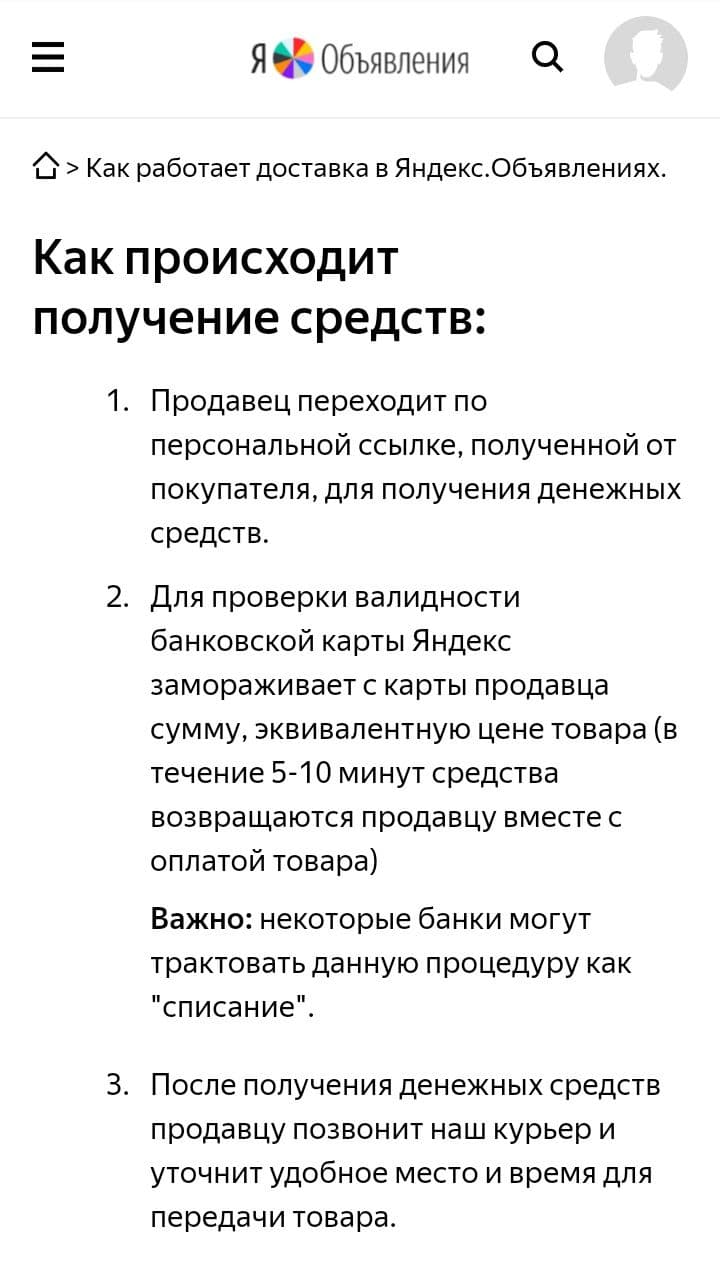 Я Объявления
> Как работает доставка в Яндекс.Объявлениях.
Как происходит
получение средств:
1. Продавец переходит по
персональной ссылке, полученной от
покупателя, для получения денежных
средств.
2. Для проверки валидности
банковской карты Яндекс
замораживает с карты продавца
сумму, эквивалентную цене товара (в
течение 5-10 минут средства
возвращаются продавцу вместе с
оплатой товара)
Важно: некоторые банки могут
трактовать данную процедуру как
"списание".
3. После получения денежных средств
продавцу позвонит наш курьер и
уточнит удобное место и время для
передачи товара.